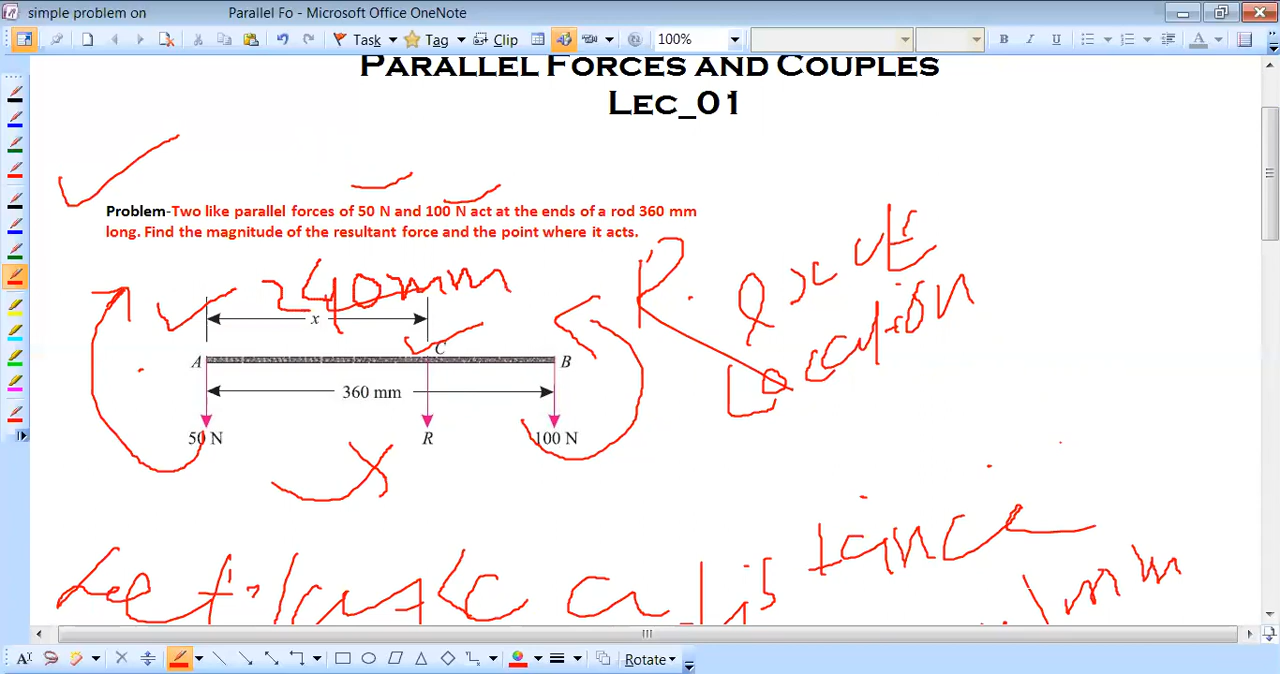 simple problem on Parallel Fo - Microsoft Office OneNote
Task Tag Clip 100% B I U A
PARALLEL FORCES AND COUPLES
LEC_01
Problem-Two like parallel forces of 50 N and 100 N act at the ends of a rod 360 mm
long. Find the magnitude of the resultant force and the point where it acts.
240mm
x
R.
Location
A C B
360 mm
50 N R 100 N
x
Let
mm
A Rotate